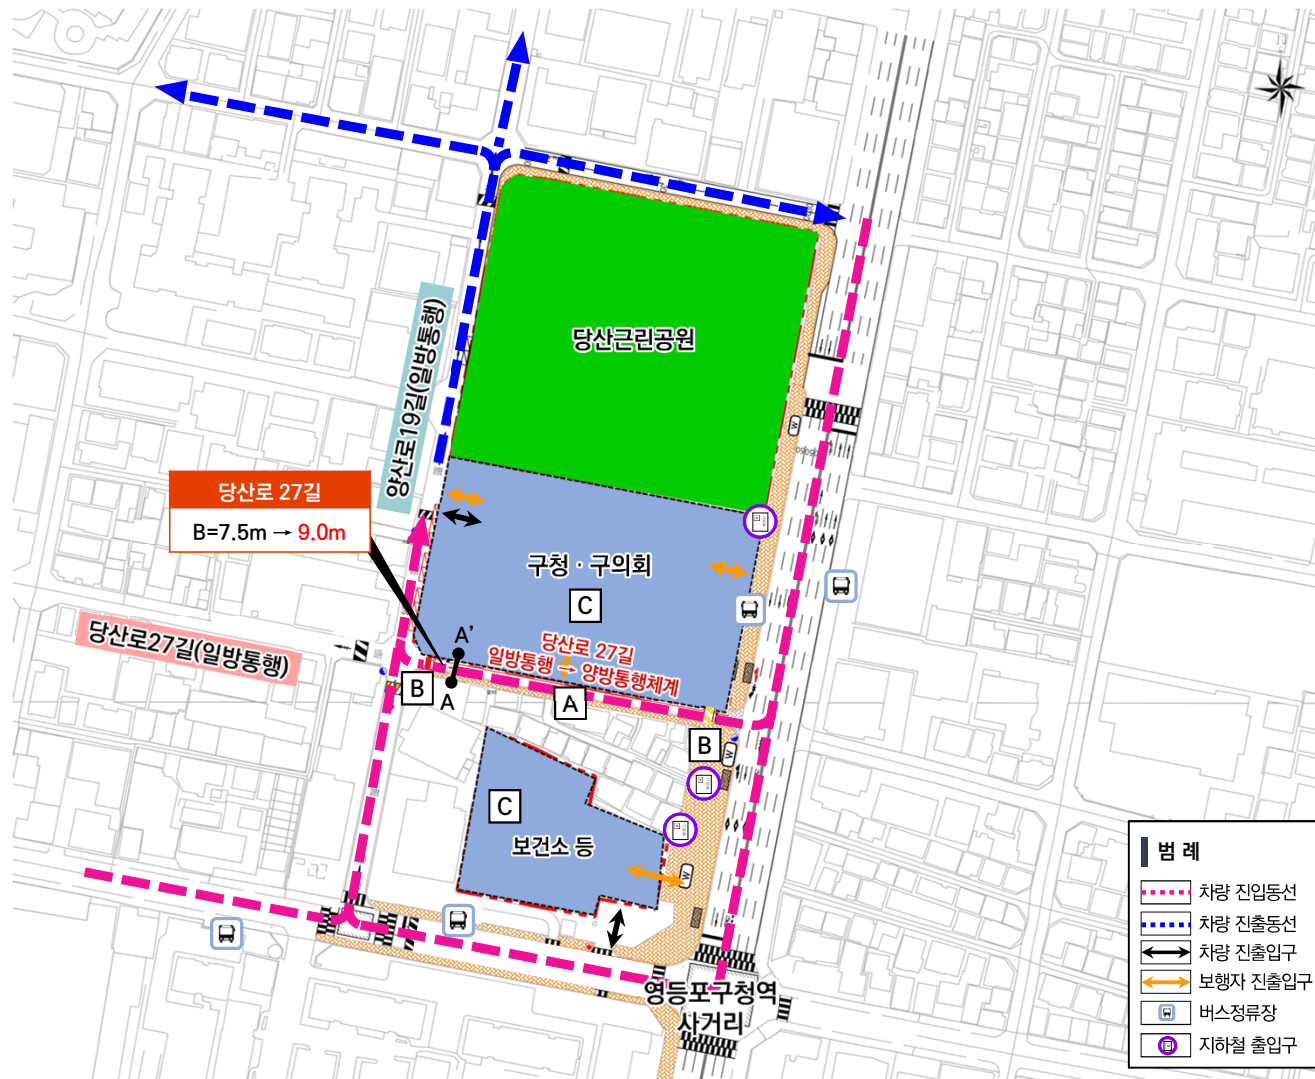 당산근린공원
양산로19길(일방통행)
당산로 27길
B=7.5m → 9.0m
구청 · 구의회
C
당산로27길(일방통행)
A'
당산로 27길
일방통행 → 양방통행체계
B
A
A
B
C
보건소 등
W
W
W
영등포구청역
사거리
범 례
차량 진입동선
차량 진출동선
차량 진출입구
보행자 진출입구
버스정류장
지하철 출입구